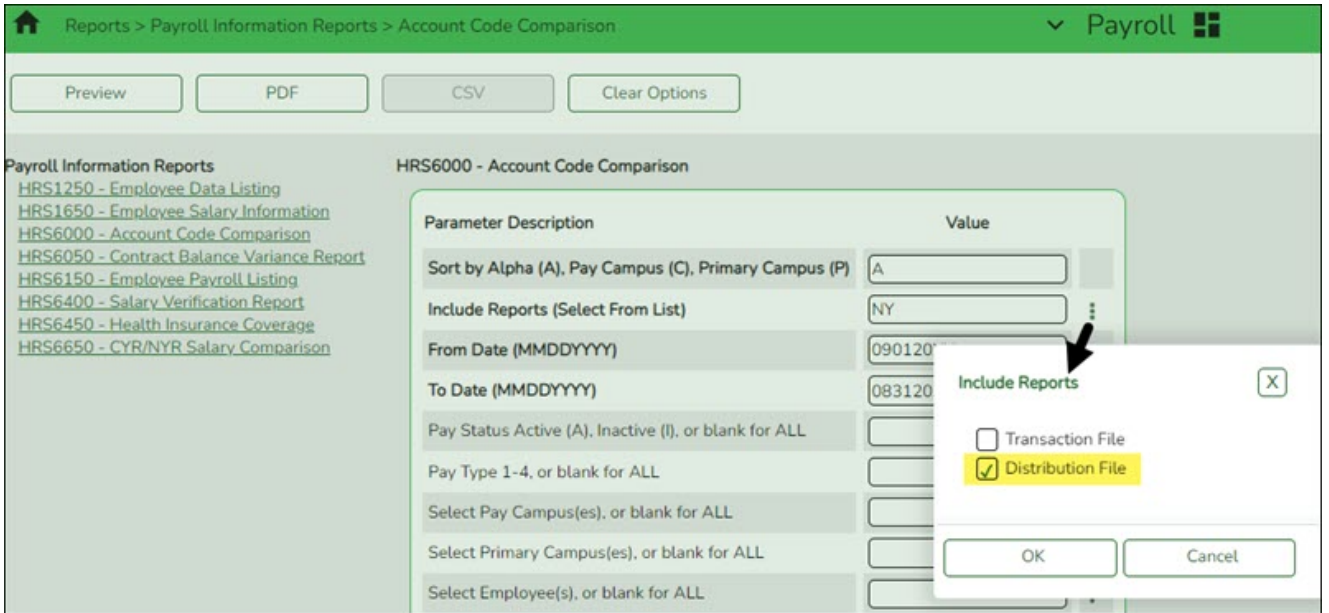 Reports > Payroll Information Reports > Account Code Comparison
Payroll
Preview
PDF
CSV
Clear Options
Payroll Information Reports
HRS1250 - Employee Data Listing
HRS1650 - Employee Salary Information
HRS6000 - Account Code Comparison
HRS6050 - Contract Balance Variance Report
HRS6150 - Employee Payroll Listing
HRS6400 - Salary Verification Report
HRS6450 - Health Insurance Coverage
HRS6650 - CYR/NYR Salary Comparison
HRS6000 - Account Code Comparison
Parameter Description Value
Sort by Alpha (A), Pay Campus (C), Primary Campus (P) A
Include Reports (Select From List) NY
From Date (MMDDYYYY) 090120
To Date (MMDDYYYY) 083120
Pay Status Active (A), Inactive (I), or blank for ALL
Pay Type 1-4, or blank for ALL
Select Pay Campus(es), or blank for ALL
Select Primary Campus(es), or blank for ALL
Select Employee(s), or blank for ALL
Include Reports X
Transaction File
Distribution File
OK
Cancel